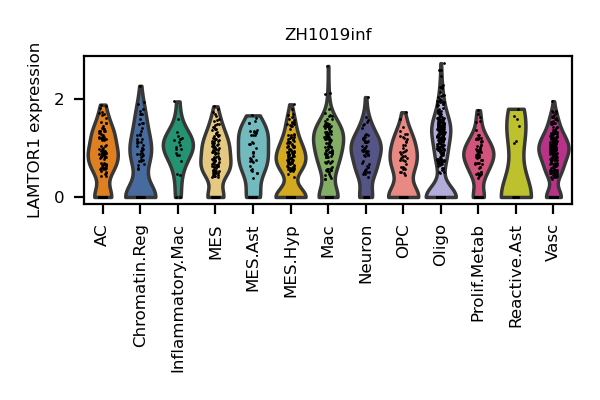 ZH1019inf
LAMTOR1 expression
2
0
AC
Chromatin.Reg
Inflammatory.Mac
MES
MES.Ast
MES.Hyp
Mac
Neuron
OPC
Oligo
Prolif.Metab
Reactive.Ast
Vasc